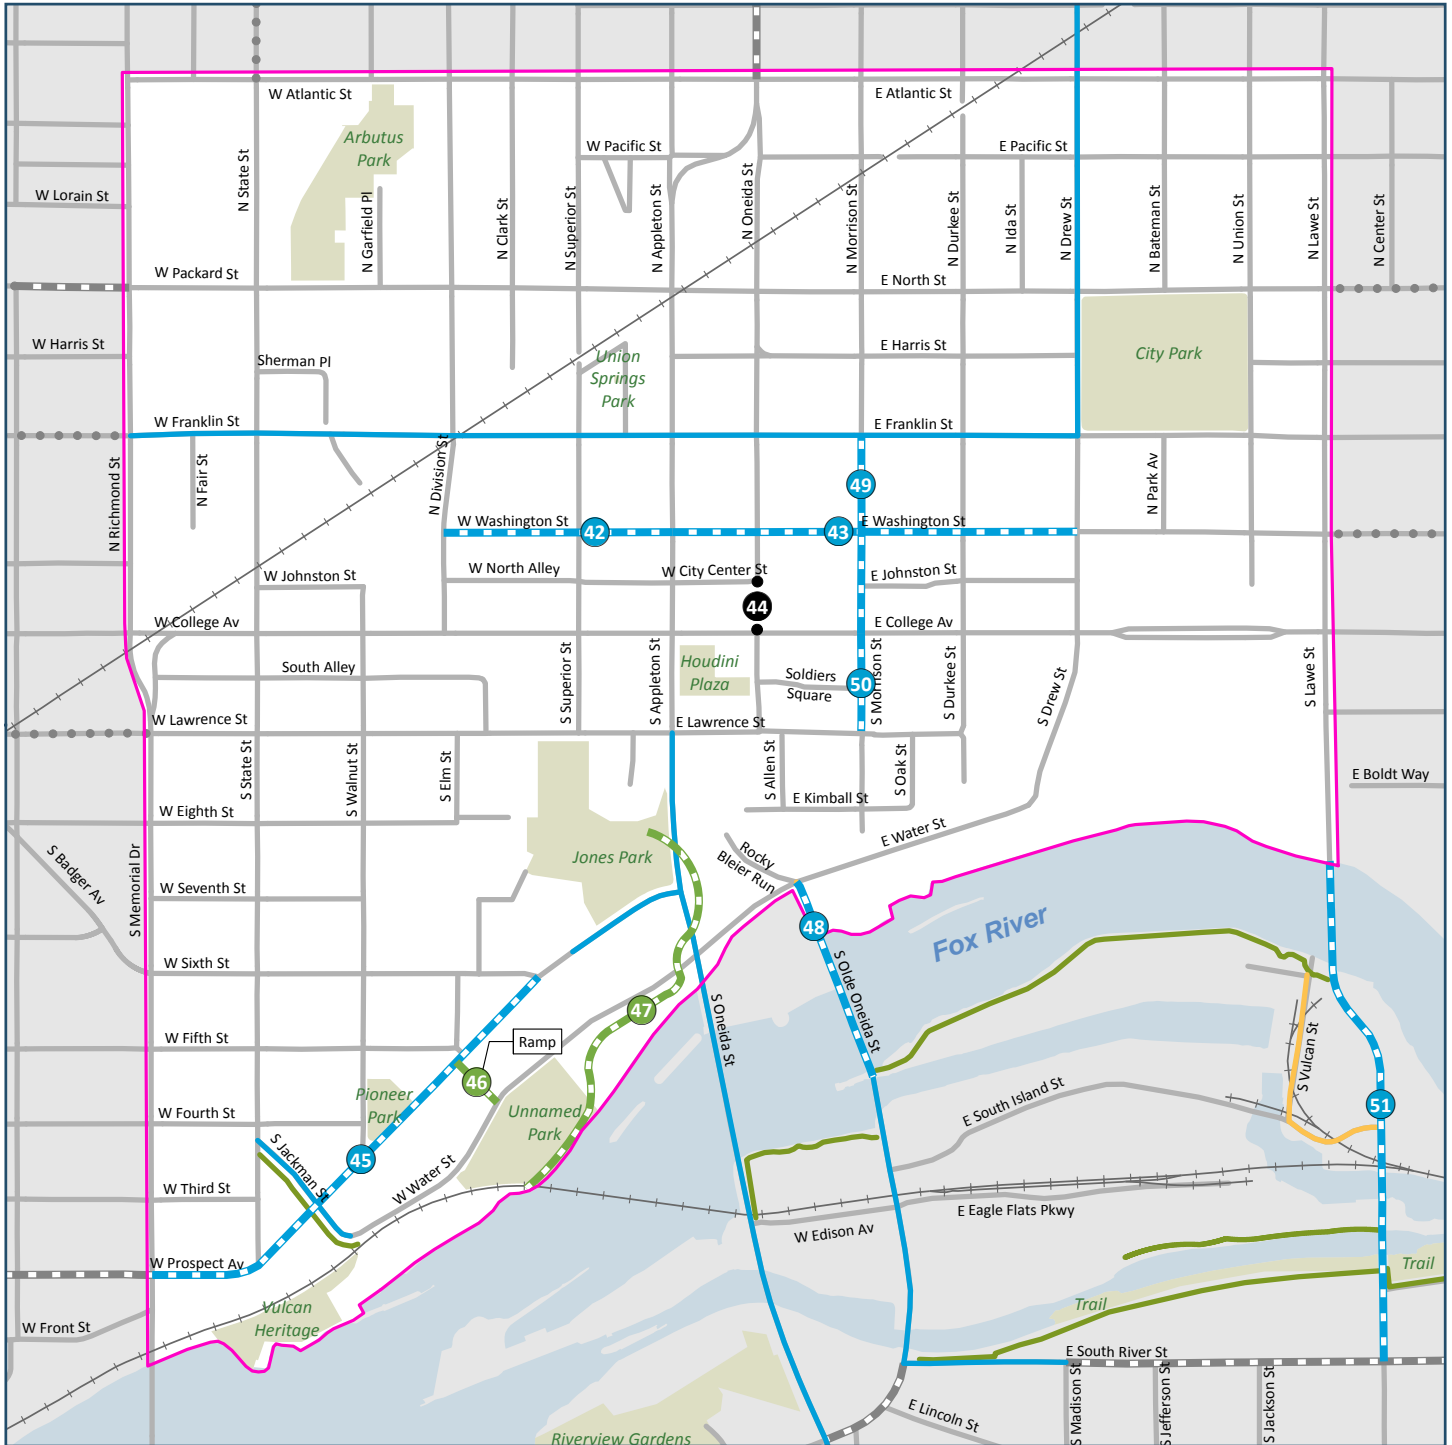 W Atlantic St
E Atlantic St
Arbutus
Park
W Pacific St
E Pacific St
W Lorain St
N State St
N Garfield Pl
N Clark St
N Superior St
N Appleton St
N Oneida St
N Morrison St
N Durkee St
N Ida St
N Drew St
N Bateman St
N Union St
N Lawe St
N Center St
W Packard St
E North St
W Harris St
Sherman Pl
Union
Springs
Park
E Harris St
City Park
W Franklin St
E Franklin St
N Richmond St
N Fair St
N Division St
N Park Av
49
W Washington St
42
43
E Washington St
W Johnston St
W North Alley
W City Center St
E Johnston St
44
W College Av
E College Av
South Alley
S Superior St
S Appleton St
Houdini
Plaza
Soldiers
Square
50
S Morrison St
S Durkee St
S Drew St
S Lawe St
W Lawrence St
E Lawrence St
S State St
S Walnut St
S Elm St
S Allen St
S Oak St
E Boldt Way
W Eighth St
E Kimball St
E Water St
S Badger Av
S Memorial Dr
Jones Park
Rocky
Bleier Run
W Seventh St
48
Fox River
W Sixth St
S Olde Oneida St
47
S Oneida St
W Fifth St
Ramp
S Vulcan St
46
Pioneer
Park
Unnamed
Park
E South Island St
51
W Fourth St
S Jackman St
45
W Third St
W Water St
E Eagle Flats Pkwy
W Edison Av
W Prospect Av
Trail
Trail
Vulcan
Heritage
W Front St
E South River St
E Lincoln St
S Madison St
S Jefferson St
S Jackson St
Riverview Gardens